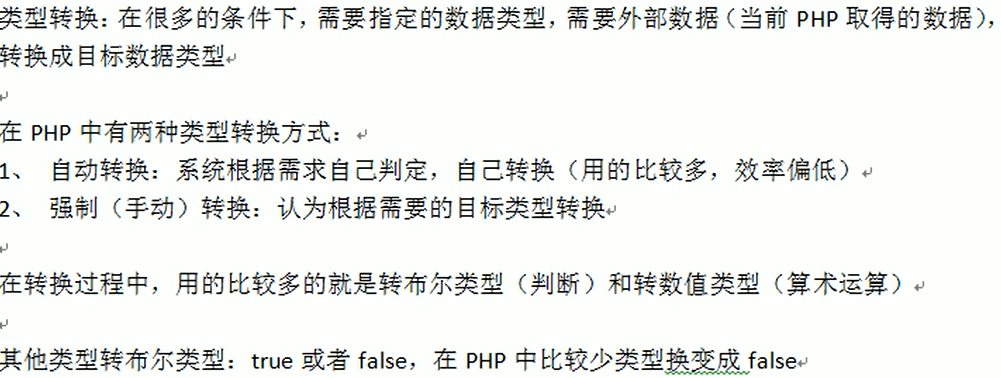 类型转换：在很多的条件下，需要指定的数据类型，需要外部数据（当前 PHP 取得的数据），
转换成目标数据类型
在 PHP 中有两种类型转换方式：
1、 自动转换：系统根据需求自己判定，自己转换（用的比较多，效率偏低）
2、 强制（手动）转换：认为根据需要的目标类型转换
在转换过程中，用的比较多的就是转布尔类型（判断）和转数值类型（算术运算）
其他类型转布尔类型：true 或者 false，在 PHP 中比较少类型换变成 false